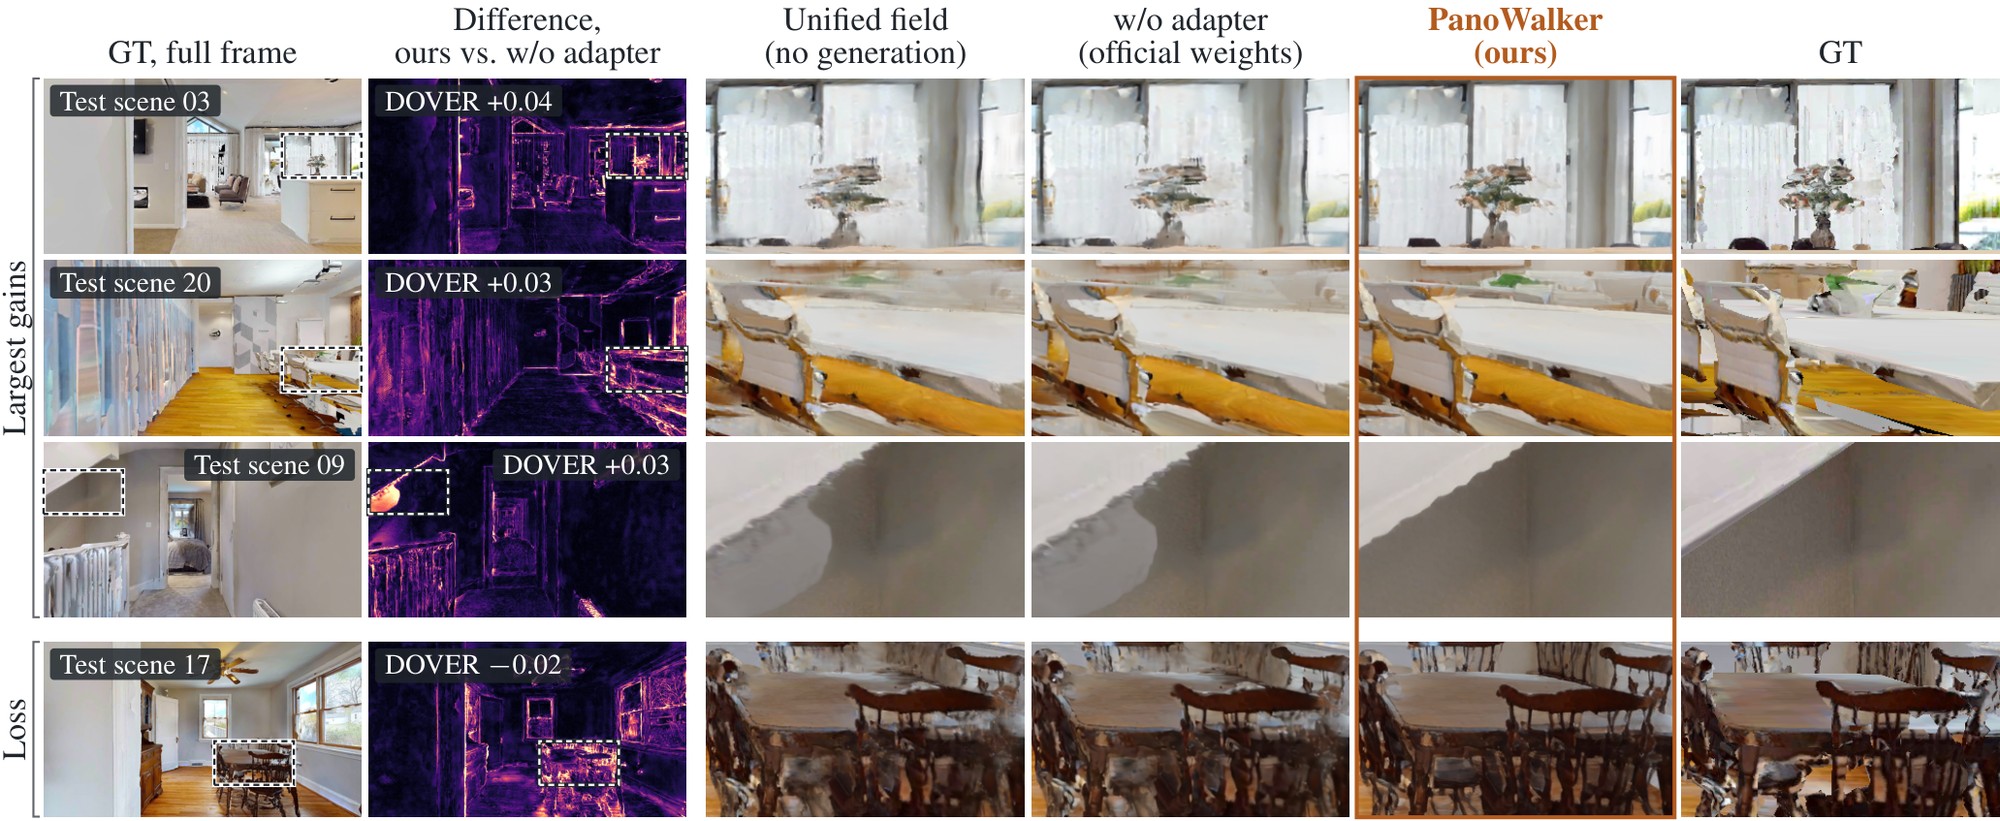 GT, full frame
Difference,
ours vs. w/o adapter
Unified field
(no generation)
w/o adapter
(official weights)
PanoWalker
(ours)
GT
Largest gains
Test scene 03
DOVER +0.04
Test scene 20
DOVER +0.03
Test scene 09
DOVER +0.03
Loss
Test scene 17
DOVER −0.02